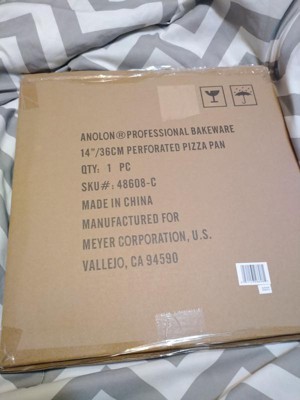 ANOLON® PROFESSIONAL BAKEWARE
14"/36CM PERFORATED PIZZA PAN
QTY: 1 PC
SKU#: 48608-C
MADE IN CHINA
MANUFACTURED FOR
MEYER CORPORATION, U.S.
VALLEJO, CA 94590